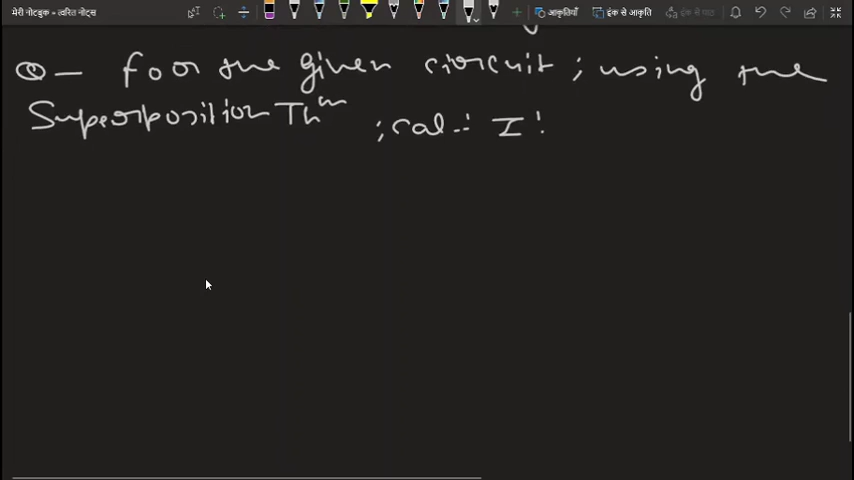 मेरी नोटबुक » त्वरित नोट्स आकृतियाँ इंक से आकृति इंक से पाठ
Q— for the given circuit ; using the
Superposition Thm ; cal.: I !